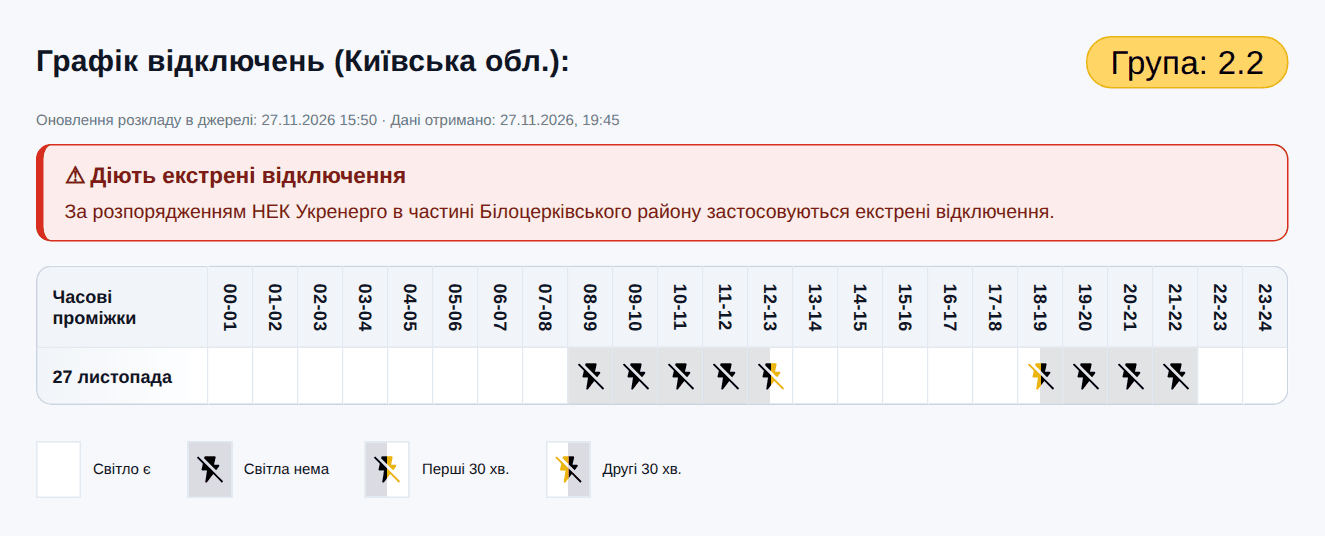 Графік відключень (Київська обл.):
Група: 2.2
Оновлення розкладу в джерелі: 27.11.2026 15:50 · Дані отримано: 27.11.2026, 19:45
⚠ Діють екстрені відключення
За розпорядженням НЕК Укренерго в частині Білоцерківського району застосовуються екстрені відключення.
Часові
проміжки
00-01 01-02 02-03 03-04 04-05 05-06 06-07 07-08 08-09 09-10 10-11 11-12 12-13 13-14 14-15 15-16 16-17 17-18 18-19 19-20 20-21 21-22 22-23 23-24
27 листопада
Світло є Світла нема Перші 30 хв. Другі 30 хв.